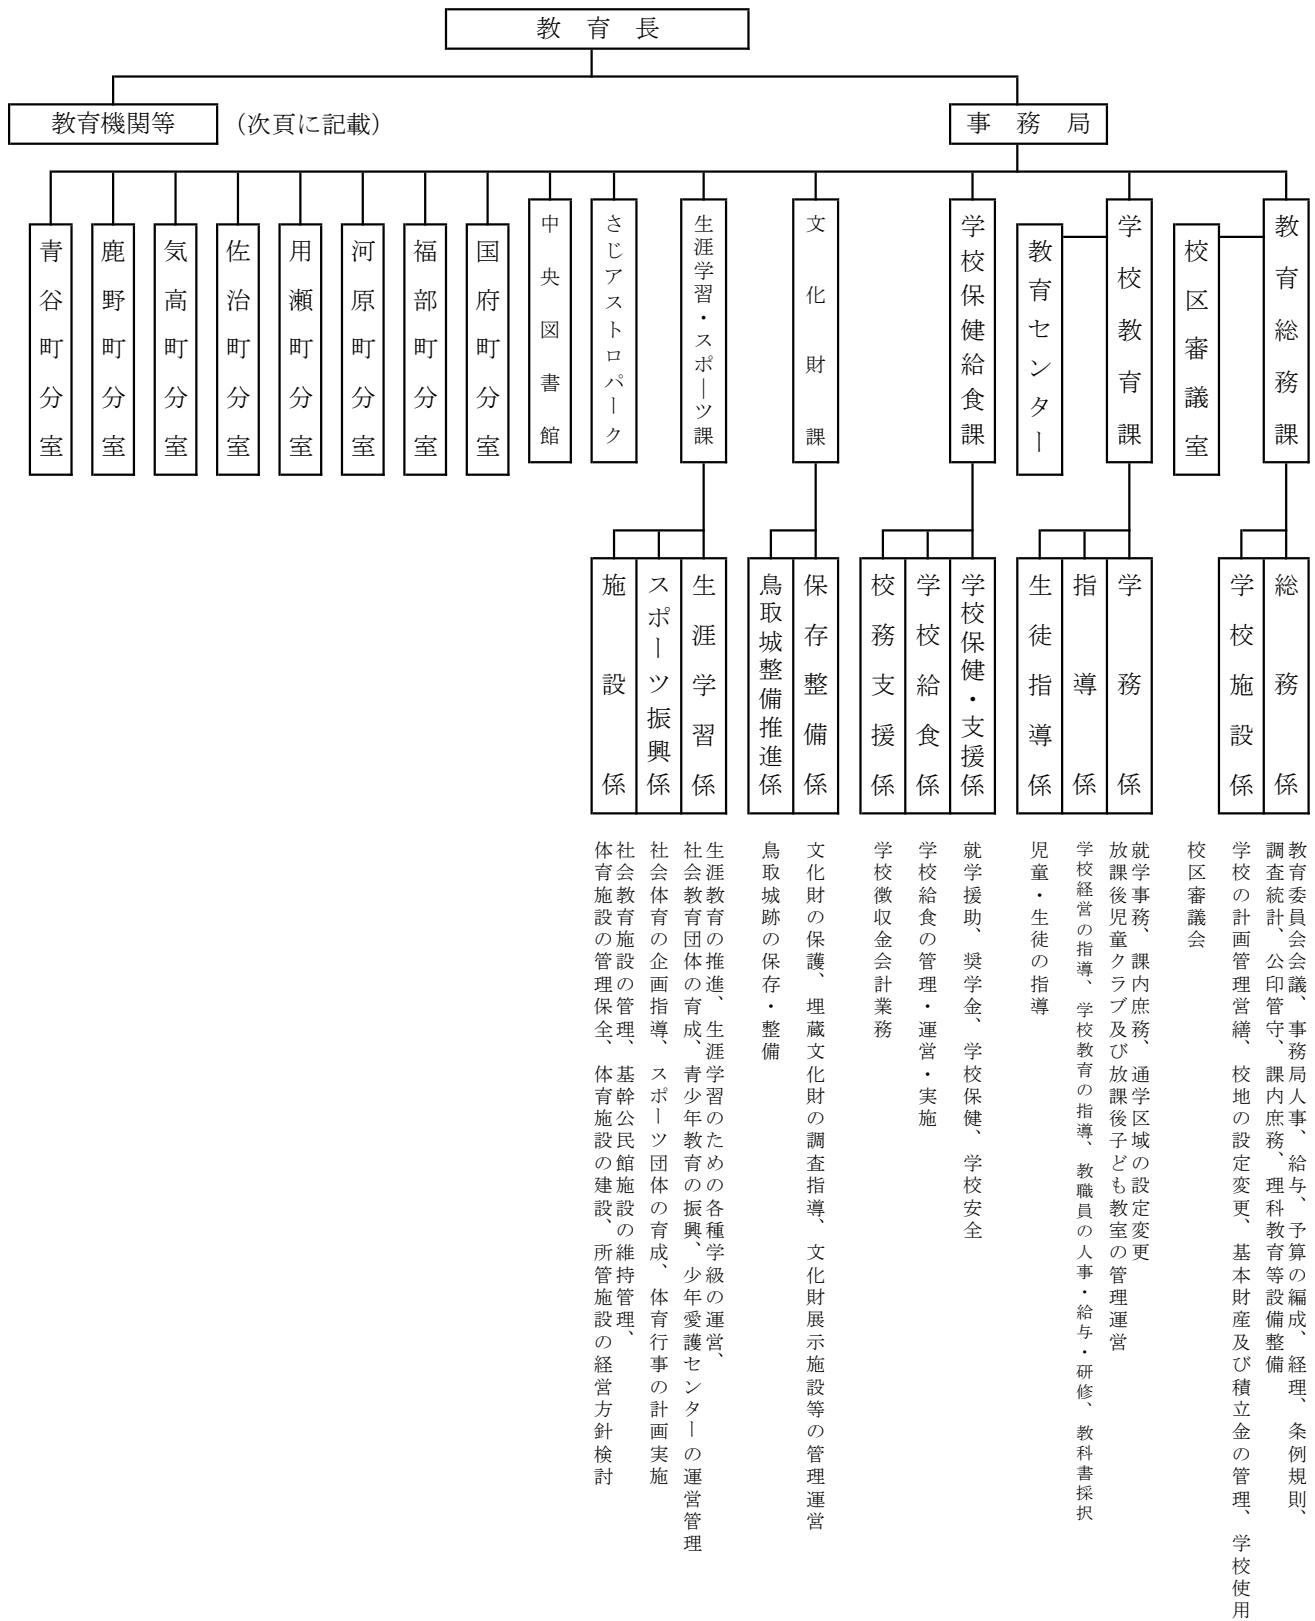 教育長
教育機関等
（次頁に記載）
事務局
教育総務課
校区審議室
学校教育課
教育センター
学校保健給食課
文化財課
生涯学習・スポーツ課
さじアストロパーク
中央図書館
国府町分室
福部町分室
河原町分室
用瀬町分室
佐治町分室
気高町分室
鹿野町分室
青谷町分室
総務係
学校施設係
学務係
指導係
生徒指導係
学校保健・支援係
学校給食係
校務支援係
保存整備係
鳥取城整備推進係
生涯学習係
スポーツ振興係
施設係
教育委員会会議、事務局人事、給与、予算の編成、経理、条例規則、
調査統計、公印管守、課内庶務、理科教育等設備整備
学校の計画管理営繕、校地の設定変更、基本財産及び積立金の管理、学校使用
校区審議会
就学事務、課内庶務、通学区域の設定変更
放課後児童クラブ及び放課後子ども教室の管理運営
学校経営の指導、学校教育の指導、教職員の人事・給与・研修、教科書採択
児童・生徒の指導
就学援助、奨学金、学校保健、学校安全
学校給食の管理・運営・実施
学校徴収金会計業務
文化財の保護、埋蔵文化財の調査指導、文化財展示施設等の管理運営
鳥取城跡の保存・整備
生涯教育の推進、生涯学習のための各種学級の運営、
社会教育団体の育成、青少年教育の振興、少年愛護センターの運営管理
社会体育の企画指導、スポーツ団体の育成、体育行事の計画実施
社会教育施設の管理、基幹公民館施設の維持管理、
体育施設の管理保全、体育施設の建設、所管施設の経営方針検討